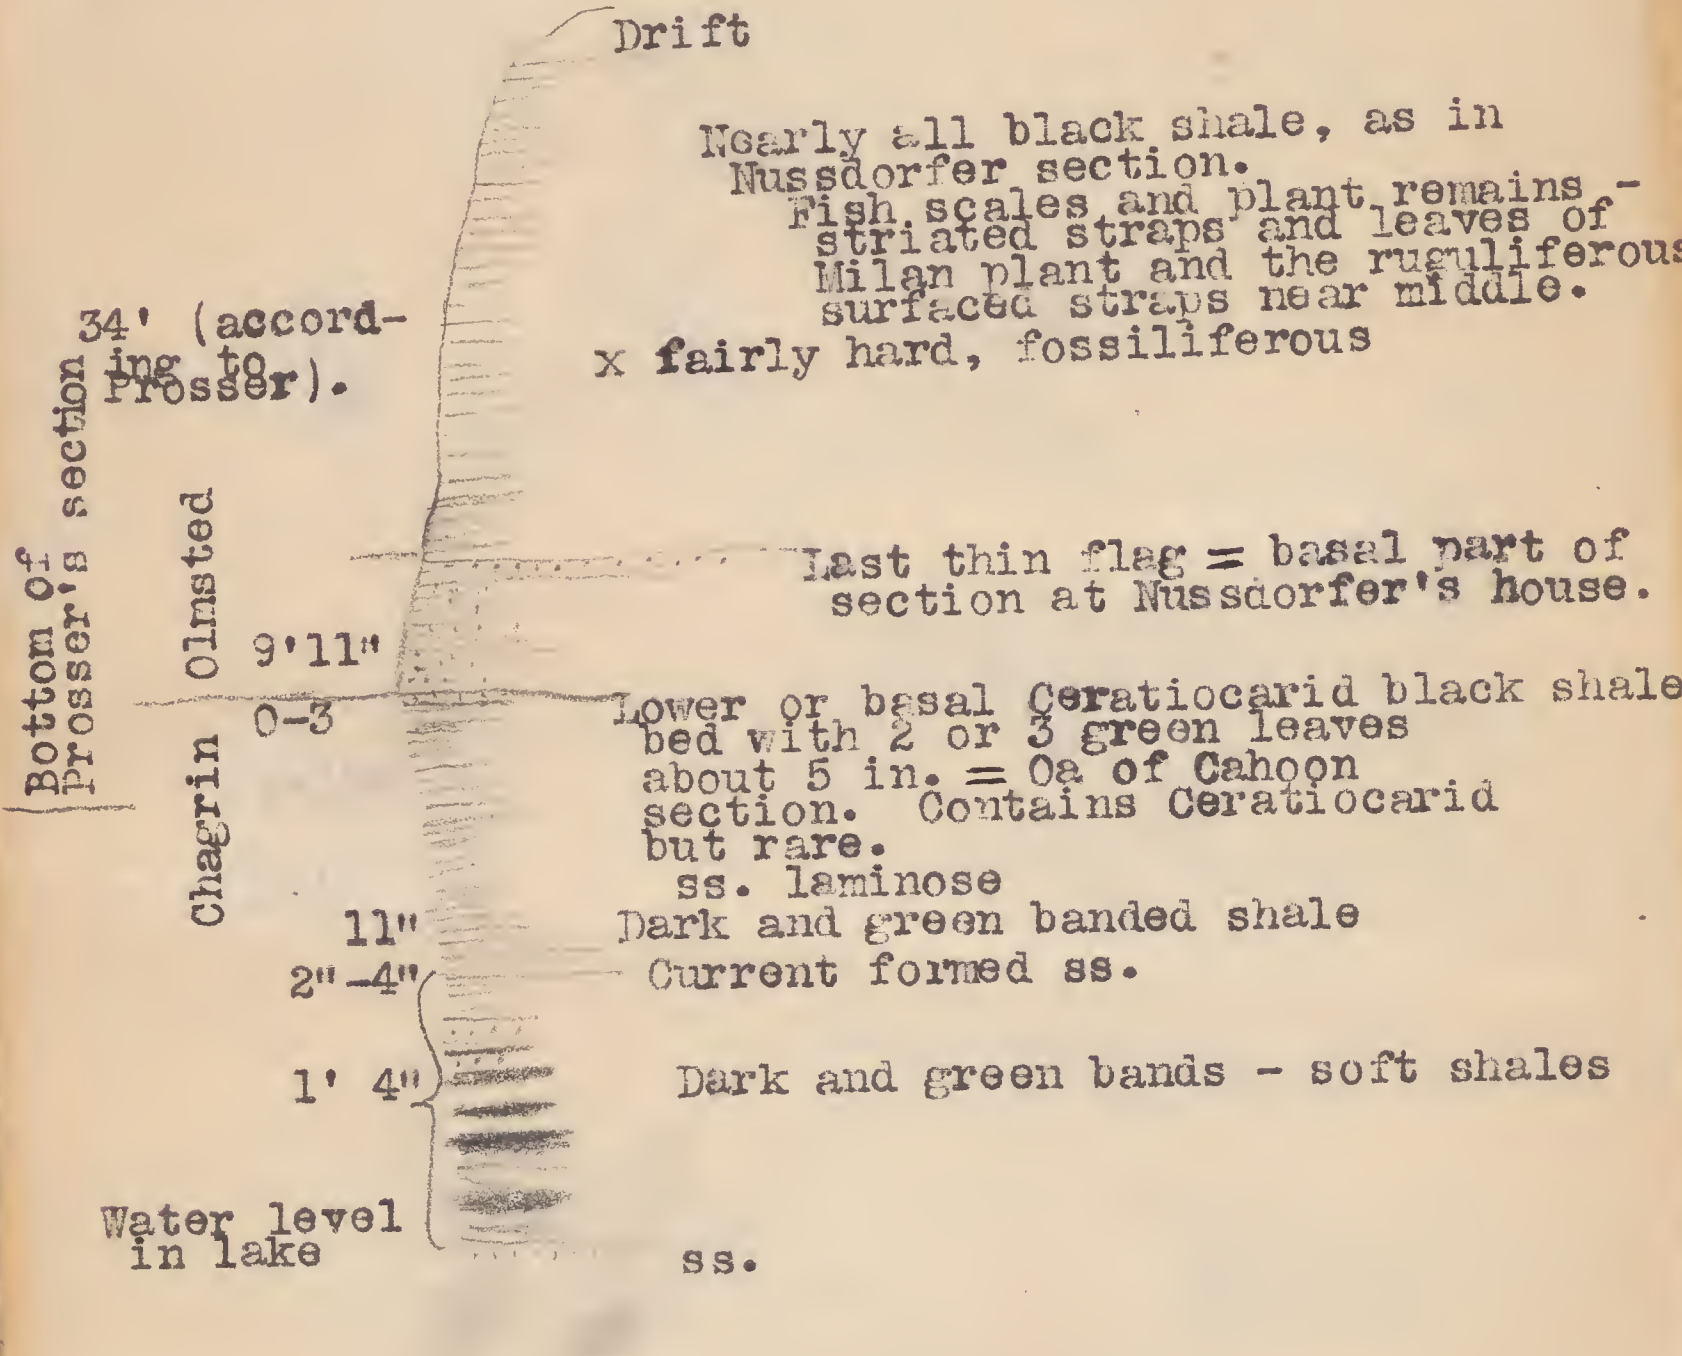 Drift
Nearly all black shale, as in
Nussdorfer section.
Fish scales and plant remains -
striated straps and leaves of
Milan plant and the ruguliferous
surfaced straps near middle.
34' (accord-
ing to
Prosser).
x fairly hard, fossiliferous
Bottom of
Prosser's section
Olmsted
Last thin flag = basal part of
section at Nussdorfer's house.
9'11"
Chagrin
0-3
Lower or basal Ceratiocarid black shale
bed with 2 or 3 green leaves
about 5 in. = Oa of Cahoon
section. Contains Ceratiocarid
but rare.
ss. laminose
11"
Dark and green banded shale
2"-4"
Current formed ss.
1' 4"
Dark and green bands - soft shales
Water level
in lake
ss.